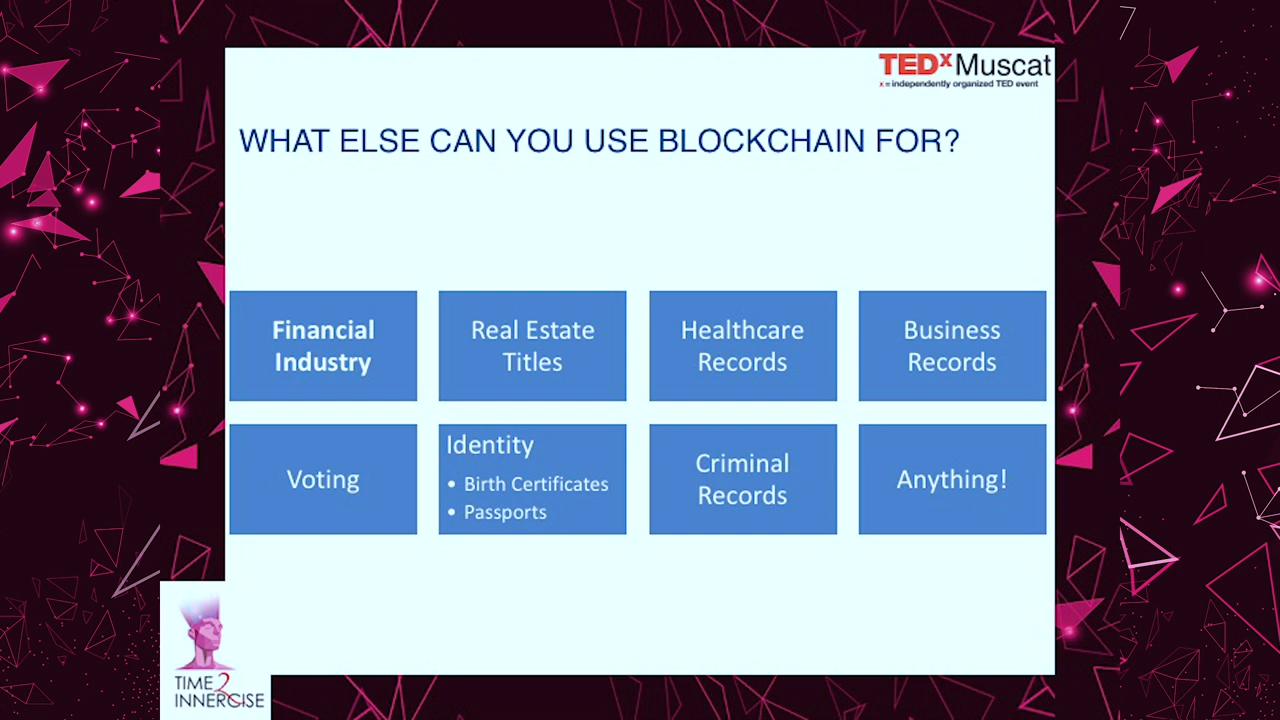 TEDxMuscat
x = independently organized TED event
WHAT ELSE CAN YOU USE BLOCKCHAIN FOR?
Financial
Industry
Real Estate
Titles
Healthcare
Records
Business
Records
Voting
Identity
• Birth Certificates
• Passports
Criminal
Records
Anything!
TIME 2
INNERCISE